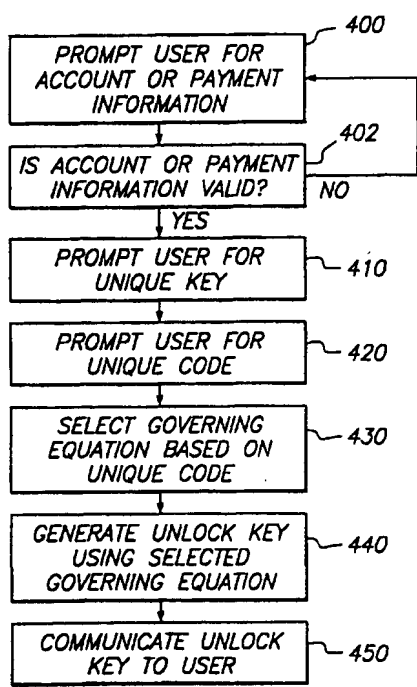 400
PROMPT USER FOR
ACCOUNT OR PAYMENT
INFORMATION
402
IS ACCOUNT OR PAYMENT
INFORMATION VALID?
NO
YES
PROMPT USER FOR
UNIQUE KEY
410
PROMPT USER FOR
UNIQUE CODE
420
SELECT GOVERNING
EQUATION BASED ON
UNIQUE CODE
430
GENERATE UNLOCK KEY
USING SELECTED
GOVERNING EQUATION
440
COMMUNICATE UNLOCK
KEY TO USER
450